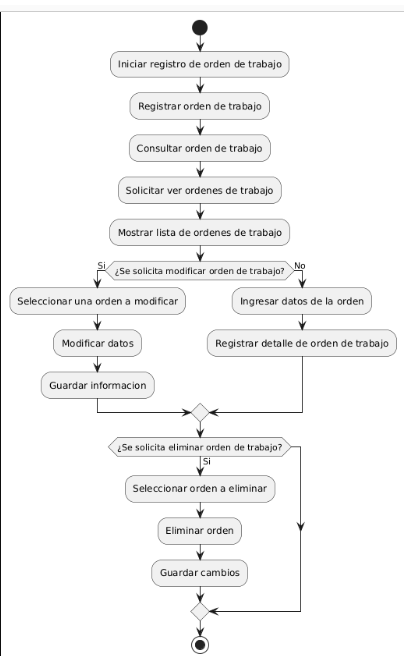 Iniciar registro de orden de trabajo
Registrar orden de trabajo
Consultar orden de trabajo
Solicitar ver ordenes de trabajo
Mostrar lista de ordenes de trabajo
¿Se solicita modificar orden de trabajo?
Si
No
Seleccionar una orden a modificar
Modificar datos
Guardar informacion
Ingresar datos de la orden
Registrar detalle de orden de trabajo
¿Se solicita eliminar orden de trabajo?
Si
Seleccionar orden a eliminar
Eliminar orden
Guardar cambios